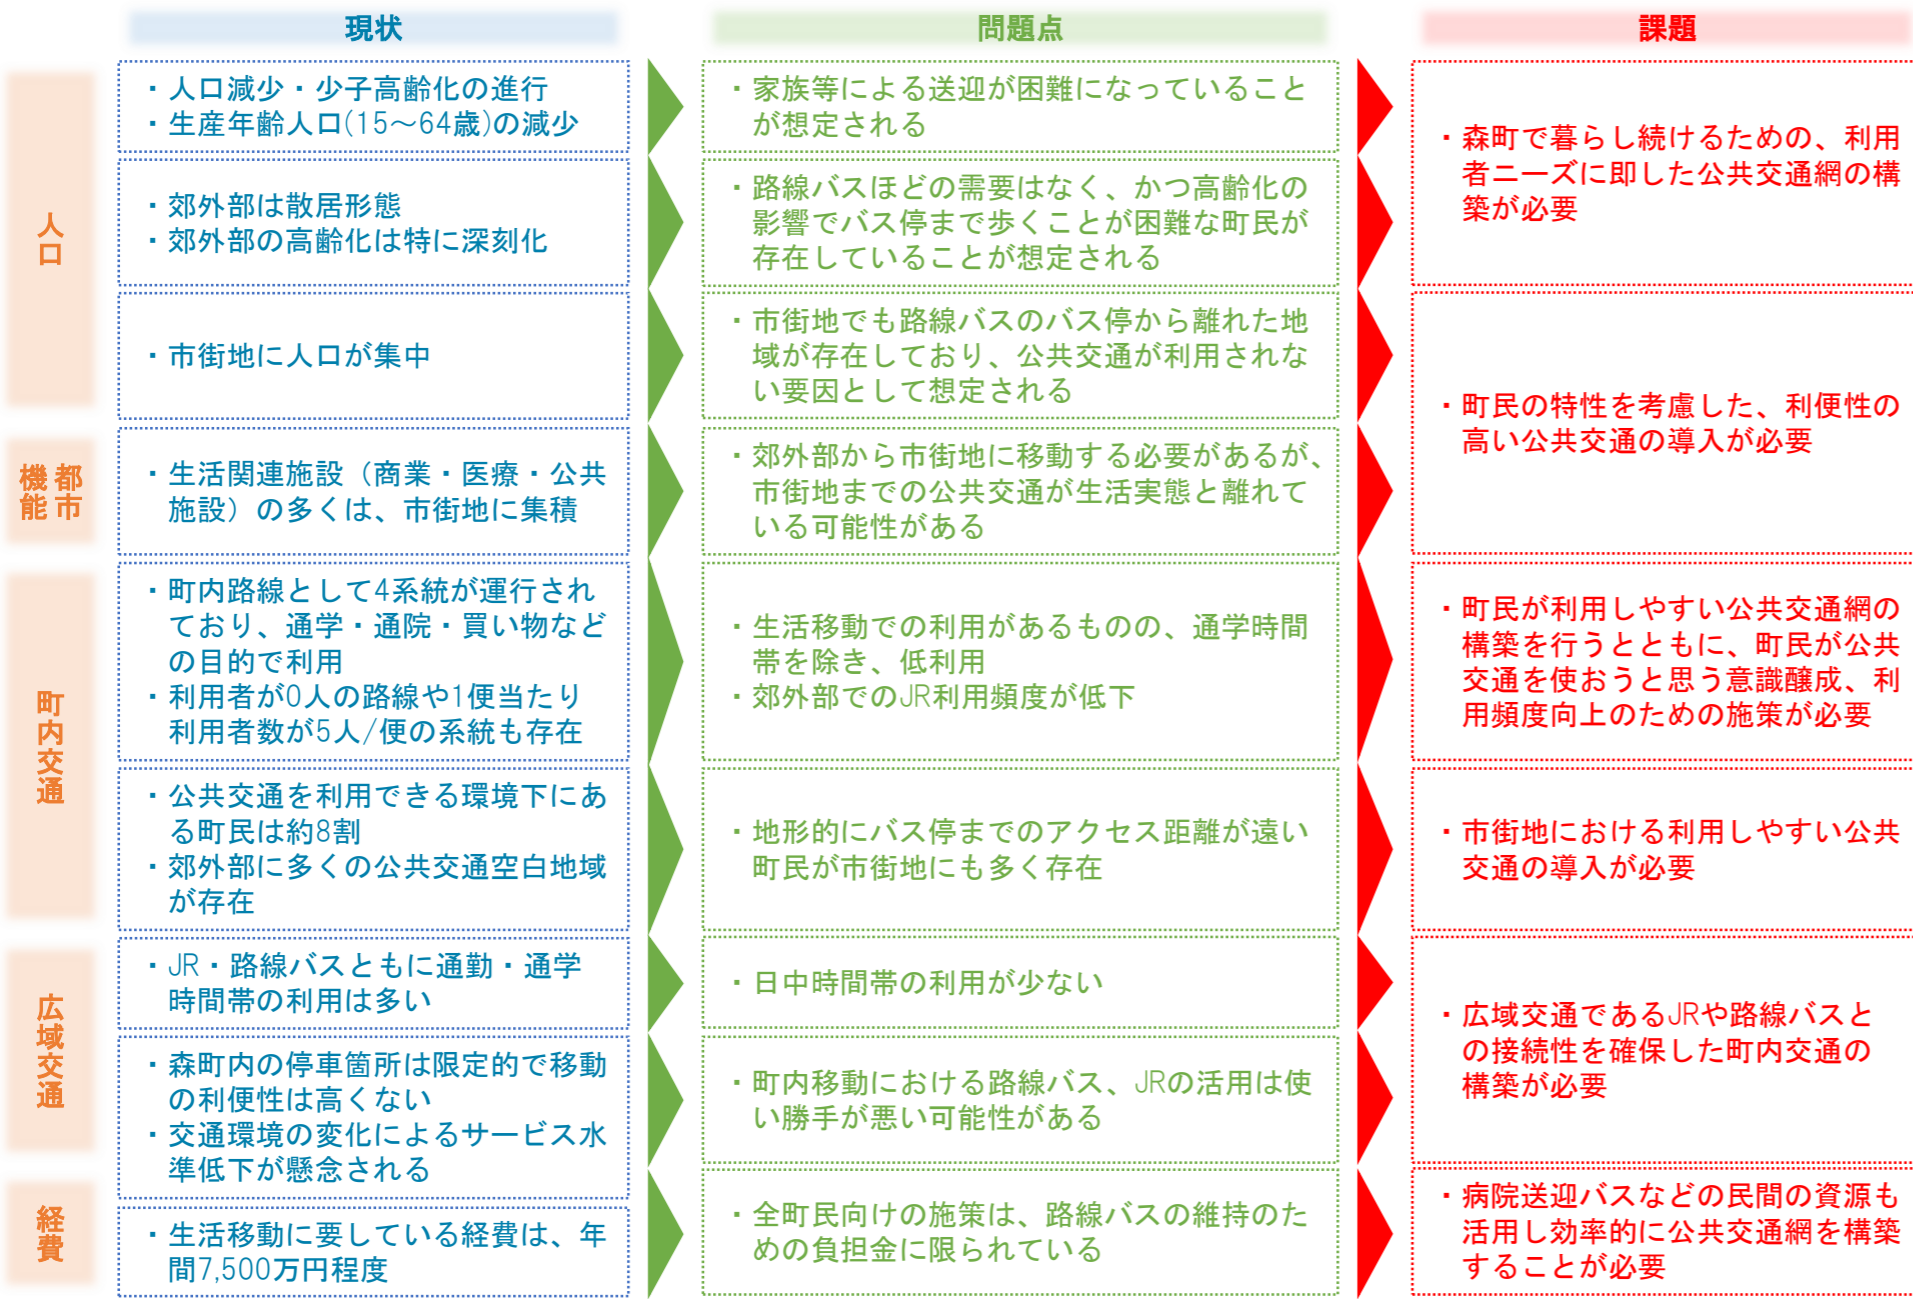 現状
問題点
課題
人口
・人口減少・少子高齢化の進行
・生産年齢人口(15～64歳)の減少
・家族等による送迎が困難になっていること
が想定される
・森町で暮らし続けるための、利用
者ニーズに即した公共交通網の構
築が必要
・郊外部は散居形態
・郊外部の高齢化は特に深刻化
・路線バスほどの需要はなく、かつ高齢化の
影響でバス停まで歩くことが困難な町民が
存在していることが想定される
・市街地に人口が集中
・市街地でも路線バスのバス停から離れた地
域が存在しており、公共交通が利用されな
い要因として想定される
・町民の特性を考慮した、利便性の
高い公共交通の導入が必要
都市
機能
・生活関連施設（商業・医療・公共
施設）の多くは、市街地に集積
・郊外部から市街地に移動する必要があるが、
市街地までの公共交通が生活実態と離れて
いる可能性がある
町内交通
・町内路線として4系統が運行され
ており、通学・通院・買い物など
の目的で利用
・利用者が0人の路線や1便当たり
利用者数が5人/便の系統も存在
・生活移動での利用があるものの、通学時間
帯を除き、低利用
・郊外部でのJR利用頻度が低下
・町民が利用しやすい公共交通網の
構築を行うとともに、町民が公共
交通を使おうと思う意識醸成、利
用頻度向上のための施策が必要
・公共交通を利用できる環境下にあ
る町民は約8割
・郊外部に多くの公共交通空白地域
が存在
・地形的にバス停までのアクセス距離が遠い
町民が市街地にも多く存在
・市街地における利用しやすい公共
交通の導入が必要
広域交通
・JR・路線バスともに通勤・通学
時間帯の利用は多い
・日中時間帯の利用が少ない
・広域交通であるJRや路線バスと
の接続性を確保した町内交通の
構築が必要
・森町内の停車箇所は限定的で移動
の利便性は高くない
・交通環境の変化によるサービス水
準低下が懸念される
・町内移動における路線バス、JRの活用は使
い勝手が悪い可能性がある
経費
・生活移動に要している経費は、年
間7,500万円程度
・全町民向けの施策は、路線バスの維持のた
めの負担金に限られている
・病院送迎バスなどの民間の資源も
活用し効率的に公共交通網を構築
することが必要